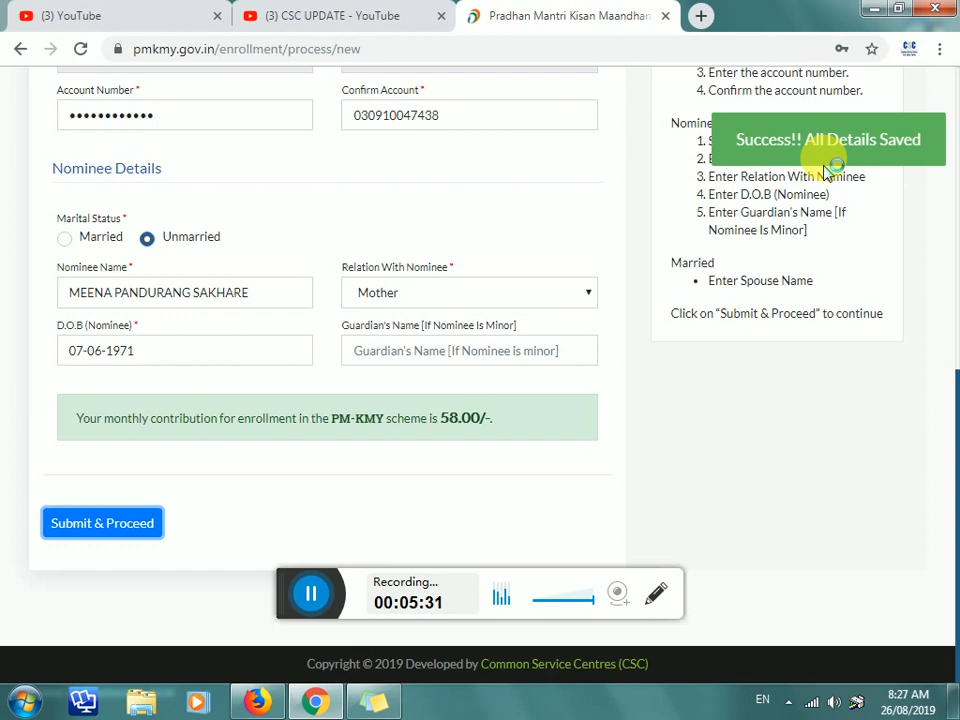 (3) YouTube
(3) CSC UPDATE - YouTube
Pradhan Mantri Kisan Maandhan
pmkmy.gov.in/enrollment/process/new
CSC
Account Number *
Confirm Account *
••••••••••••
030910047438
Nominee Details
Marital Status *
Married
Unmarried
Nominee Name *
Relation With Nominee *
MEENA PANDURANG SAKHARE
Mother
D.O.B (Nominee) *
Guardian's Name [If Nominee Is Minor]
07-06-1971
Guardian's Name [If Nominee is minor]
Your monthly contribution for enrollment in the PM-KMY scheme is 58.00/-.
Submit & Proceed
3. Enter the account number.
4. Confirm the account number.
Success!! All Details Saved
3. Enter Relation With Nominee
4. Enter D.O.B (Nominee)
5. Enter Guardian's Name [If
Nominee Is Minor]
Married
• Enter Spouse Name
Click on "Submit & Proceed" to continue
Recording...
00:05:31
Copyright © 2019 Developed by Common Service Centres (CSC)
EN
8:27 AM
26/08/2019